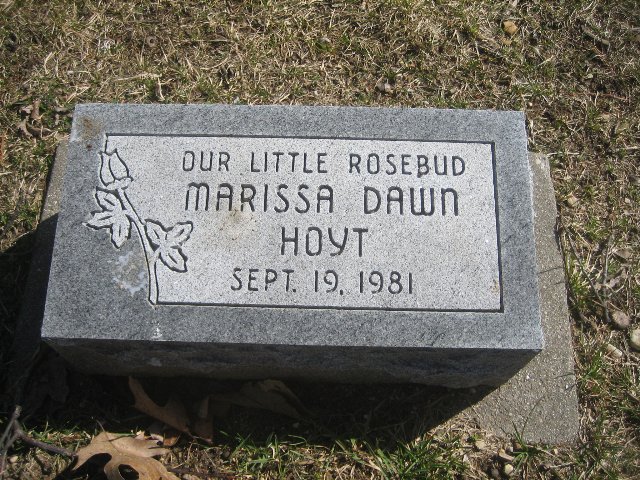 OUR LITTLE ROSEBUD
MARISSA DAWN
HOYT
SEPT. 19, 1981